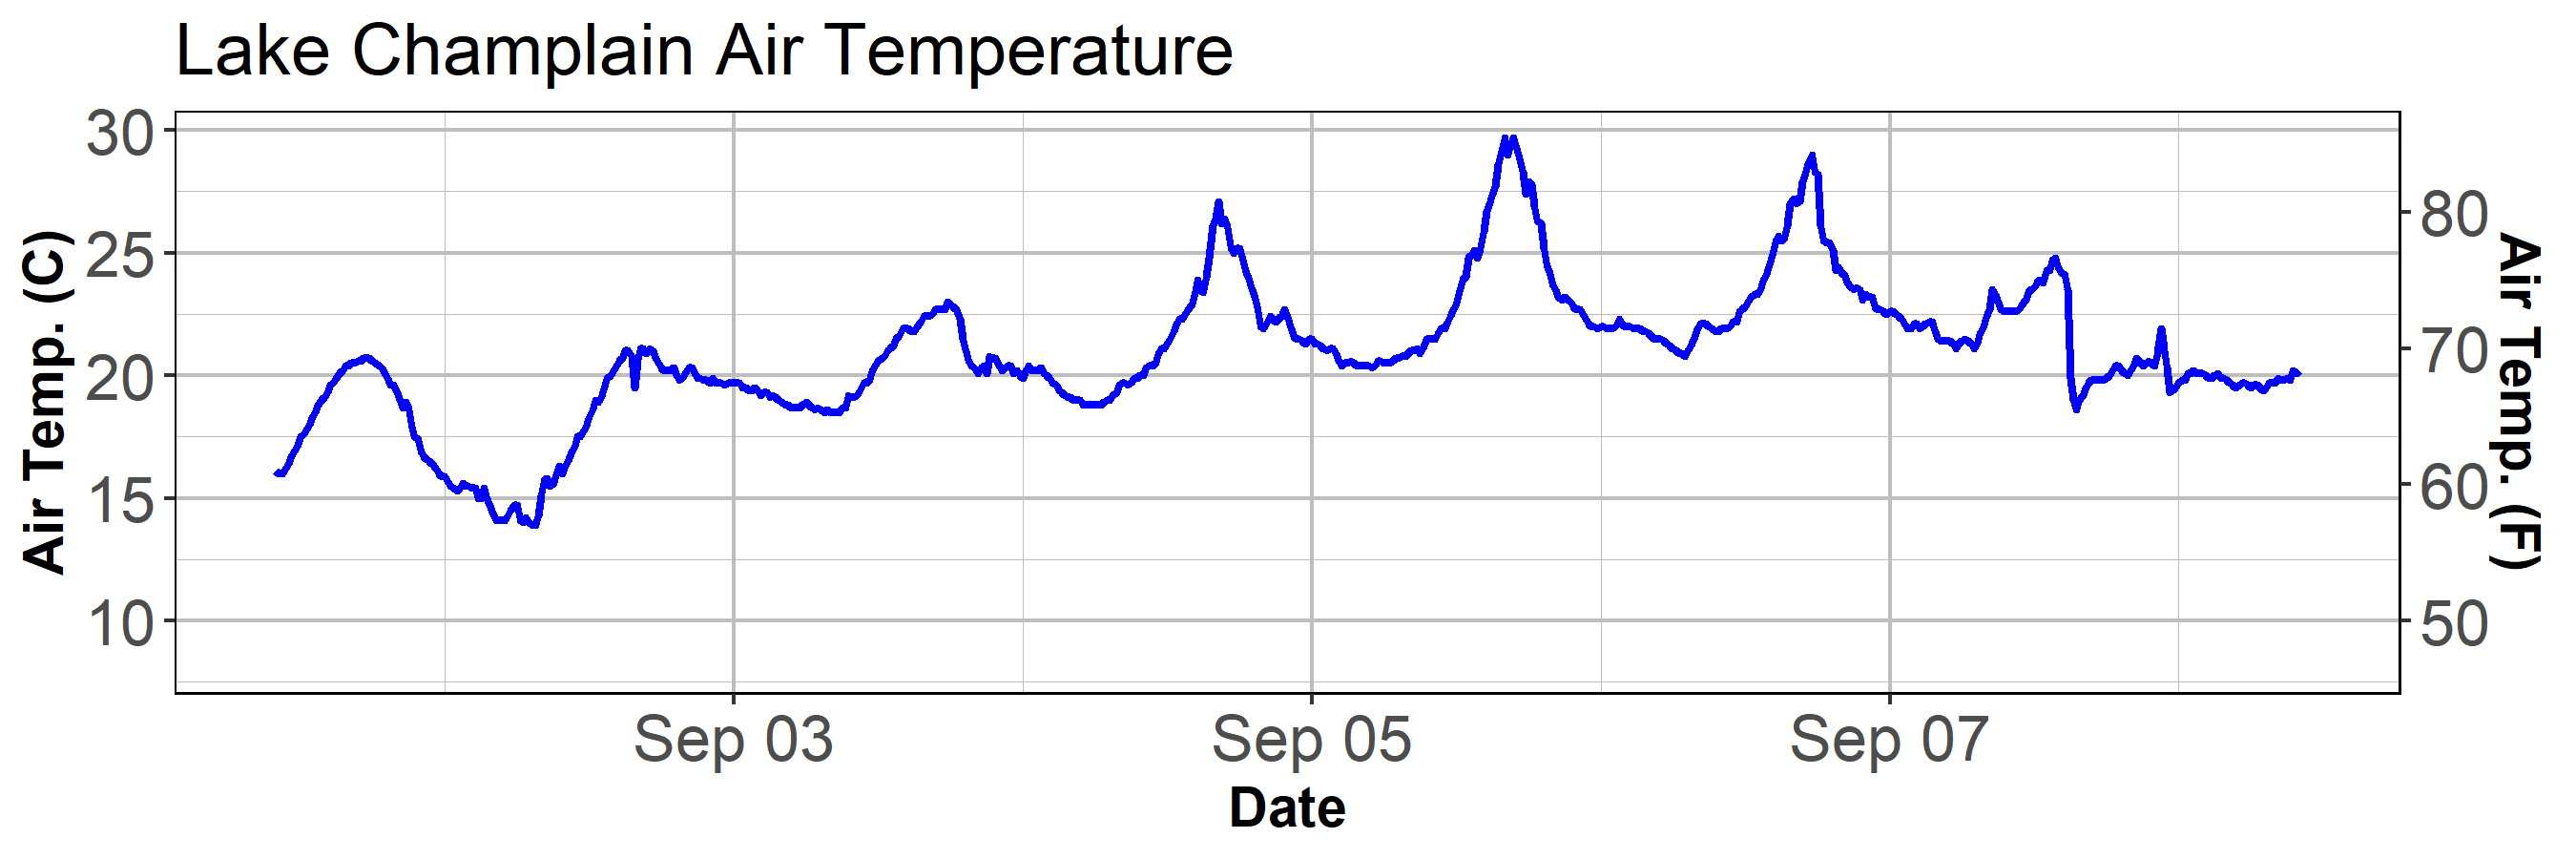 Lake Champlain Air Temperature
30
25
20
15
10
Air Temp. (C)
80
70
60
50
Air Temp. (F)
Sep 03
Sep 05
Sep 07
Date